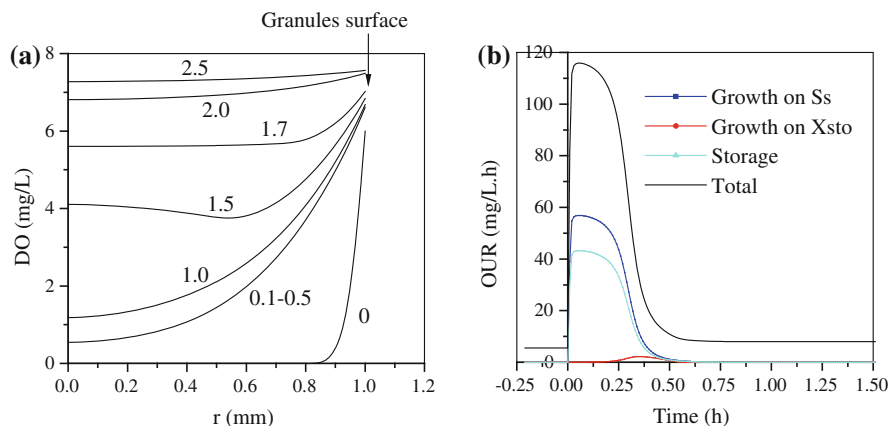 Granules surface
(a)
8
6
4
2
0
DO (mg/L)
2.5
2.0
1.7
1.5
1.0
0.1-0.5
0
0.0 0.2 0.4 0.6 0.8 1.0 1.2
r (mm)
(b)
120
100
80
60
40
20
0
OUR (mg/L.h)
Growth on Ss
Growth on Xsto
Storage
Total
-0.25 0.00 0.25 0.50 0.75 1.00 1.25 1.50
Time (h)